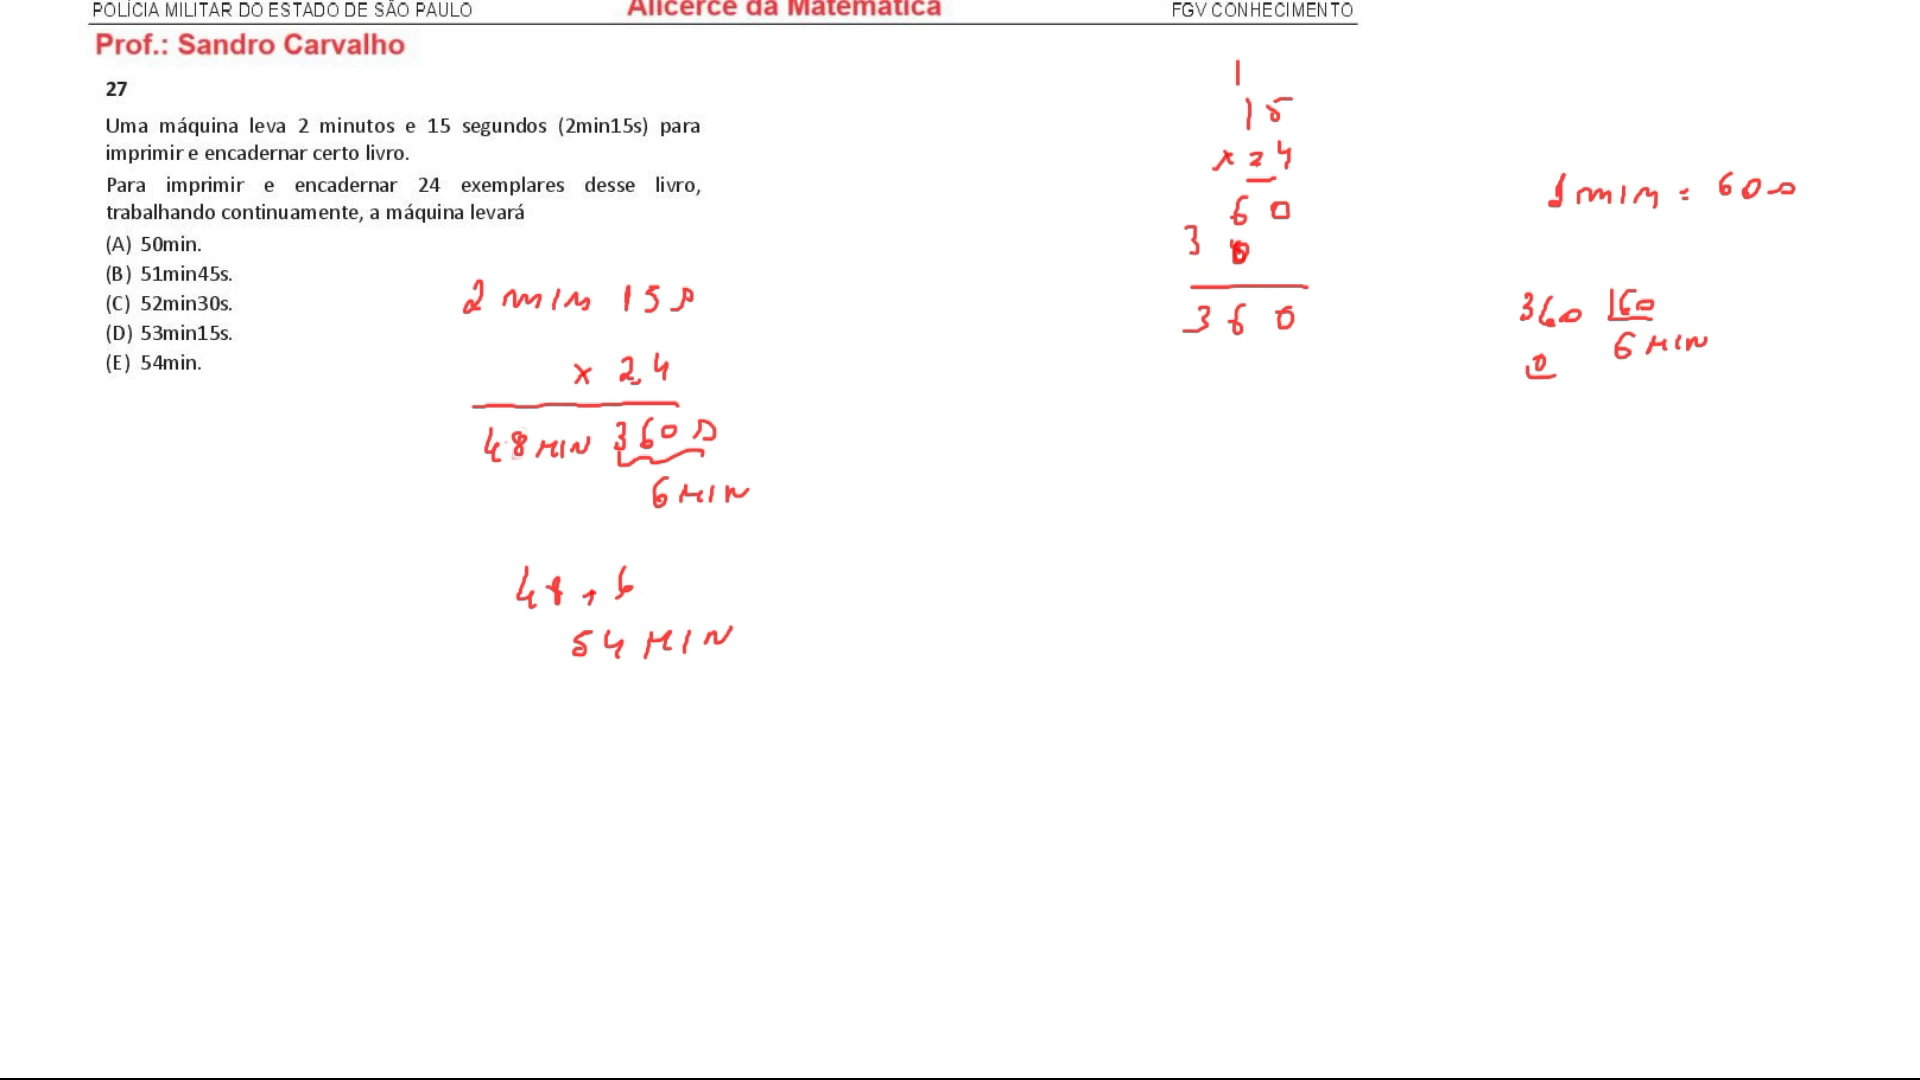 POLÍCIA MILITAR DO ESTADO DE SÃO PAULO Alicerce da Matemática FGV CONHECIMENTO
Prof.: Sandro Carvalho
27
Uma máquina leva 2 minutos e 15 segundos (2min15s) para
imprimir e encadernar certo livro.
Para imprimir e encadernar 24 exemplares desse livro,
trabalhando continuamente, a máquina levará
(A) 50min.
(B) 51min45s.
(C) 52min30s.
(D) 53min15s.
(E) 54min.
2 min 15 s
x 24
48 MIN 360 s
6 MIN
48 + 6
54 MIN
1
15
x 24
60
30
360
1 min = 60 s
360 60
0 6 MIN